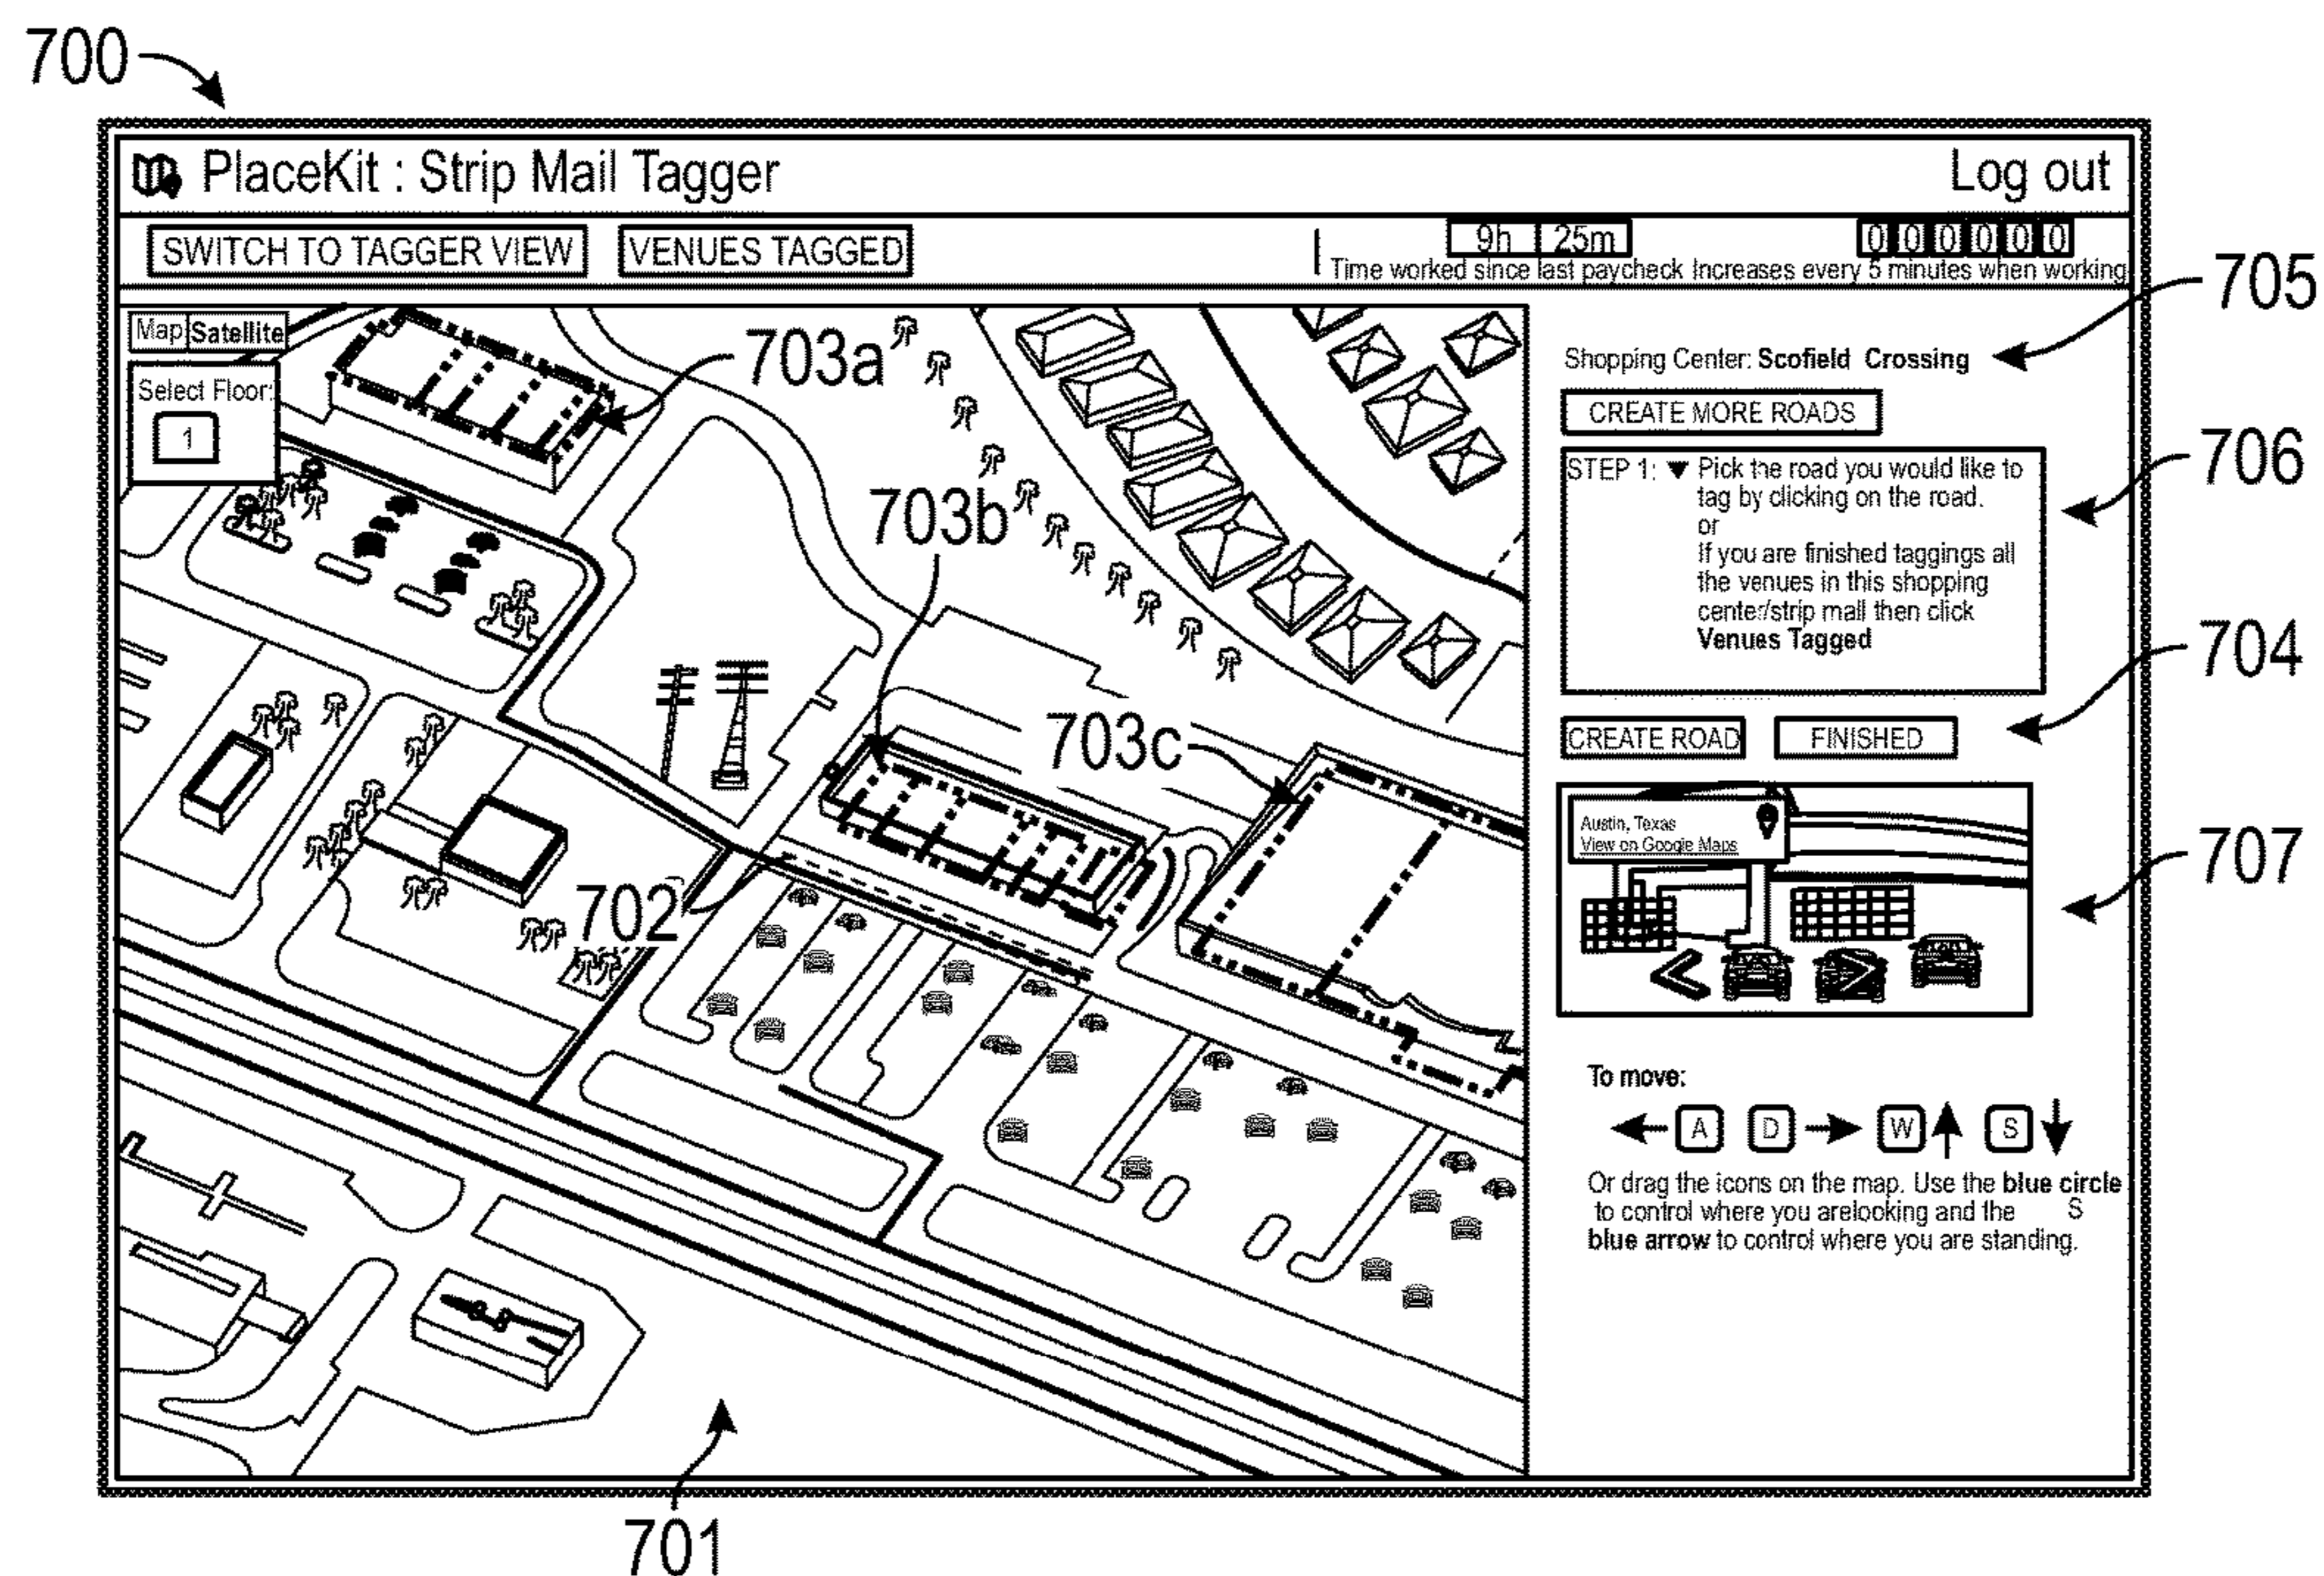 700
PlaceKit : Strip Mail Tagger
Log out
SWITCH TO TAGGER VIEW
VENUES TAGGED
9h 25m
0 0 0 0 0 0
Time worked since last paycheck Increases every 5 minutes when working
705
Map Satellite
Select Floor:
1
703a
703b
703c
702
701
Shopping Center: Scofield Crossing
CREATE MORE ROADS
706
STEP 1: ▼ Pick the road you would like to
tag by clicking on the road.
or
If you are finished taggings all
the venues in this shopping
center/strip mall then click
Venues Tagged
704
CREATE ROAD
FINISHED
707
Austin, Texas
View on Google Maps
To move:
A D W S
Or drag the icons on the map. Use the blue circle
to control where you arelooking and the S
blue arrow to control where you are standing.